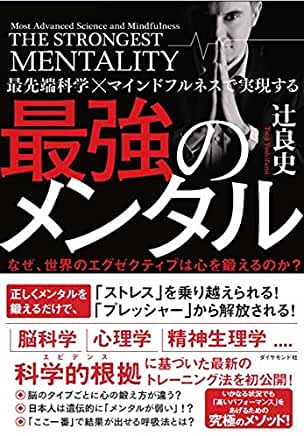 Most Advanced Science and Mindfulness
THE STRONGEST
MENTALITY
最先端科学×マインドフルネスで実現する
辻良史
Tsuji Yoshifumi
最強の
メンタル
なぜ、世界のエグゼクティブは心を鍛えるのか?
正しくメンタルを
鍛えるだけで、
「ストレス」を乗り越えられる!
「プレッシャー」から解放される!
脳科学 心理学 精神生理学 ....
ダイヤモンド社
エビデンス
科学的根拠に基づいた最新の
トレーニング法を初公開!
脳のタイプごとに心の鍛え方が違う?
日本人は遺伝的に「メンタルが弱い」!?
「ここ一番」で結果が出せる呼吸法とは?
いかなる状況でも
「高いパフォーマンス」を
あげるための
究極のメソッド!